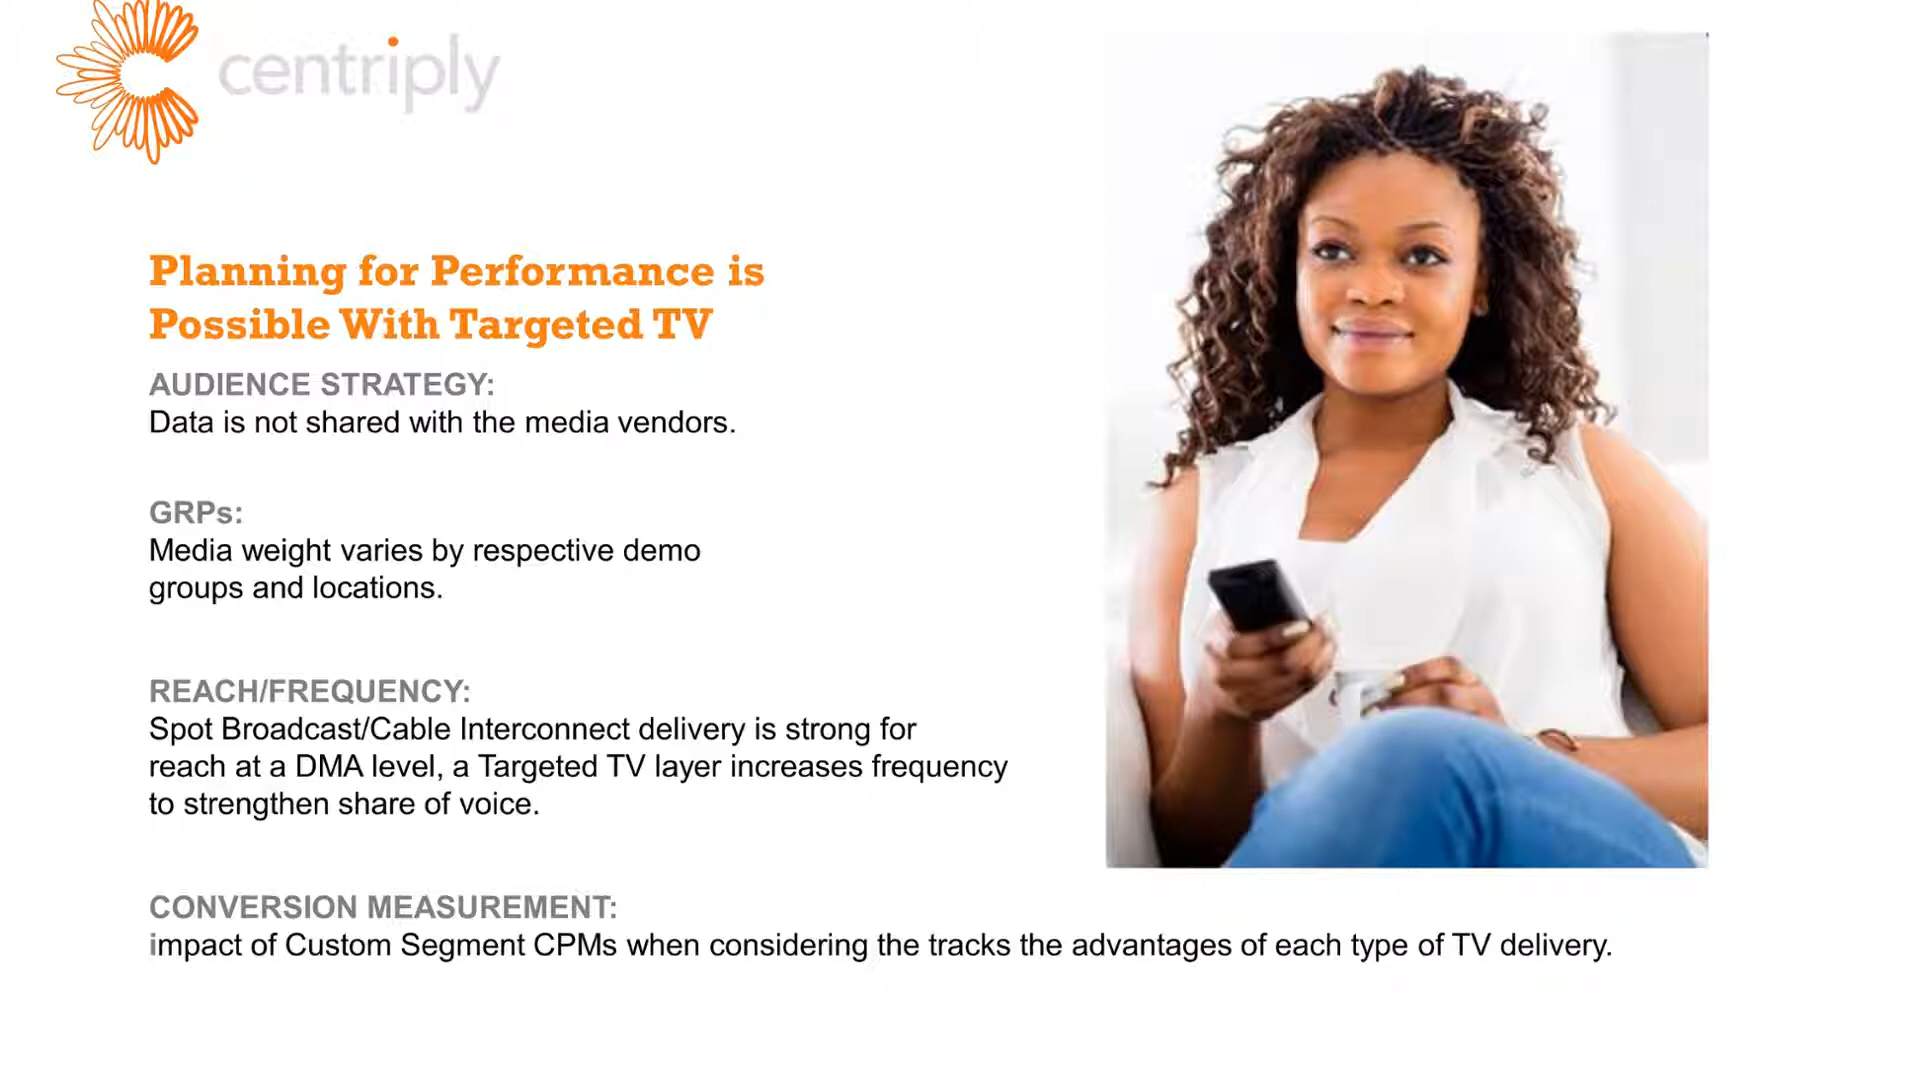 centriply
Planning for Performance is
Possible With Targeted TV
AUDIENCE STRATEGY:
Data is not shared with the media vendors.
GRPs:
Media weight varies by respective demo
groups and locations.
REACH/FREQUENCY:
Spot Broadcast/Cable Interconnect delivery is strong for
reach at a DMA level, a Targeted TV layer increases frequency
to strengthen share of voice.
CONVERSION MEASUREMENT:
impact of Custom Segment CPMs when considering the tracks the advantages of each type of TV delivery.